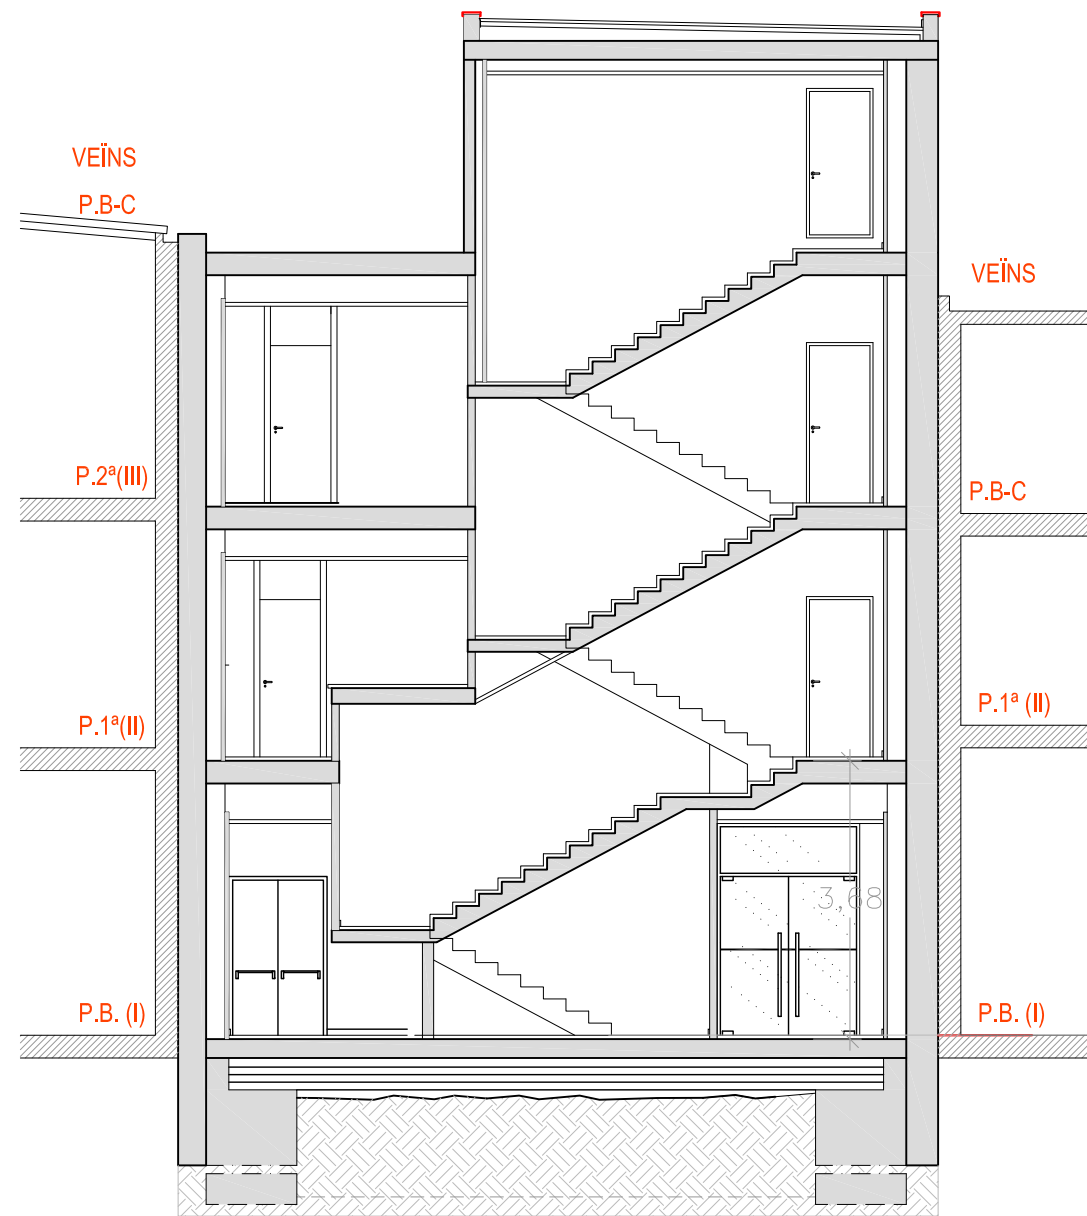 VEÏNS
P.B-C
VEÏNS
P.2ª(III)
P.B-C
P.1ª(II)
P.1ª (II)
3,68
P.B. (I)
P.B. (I)